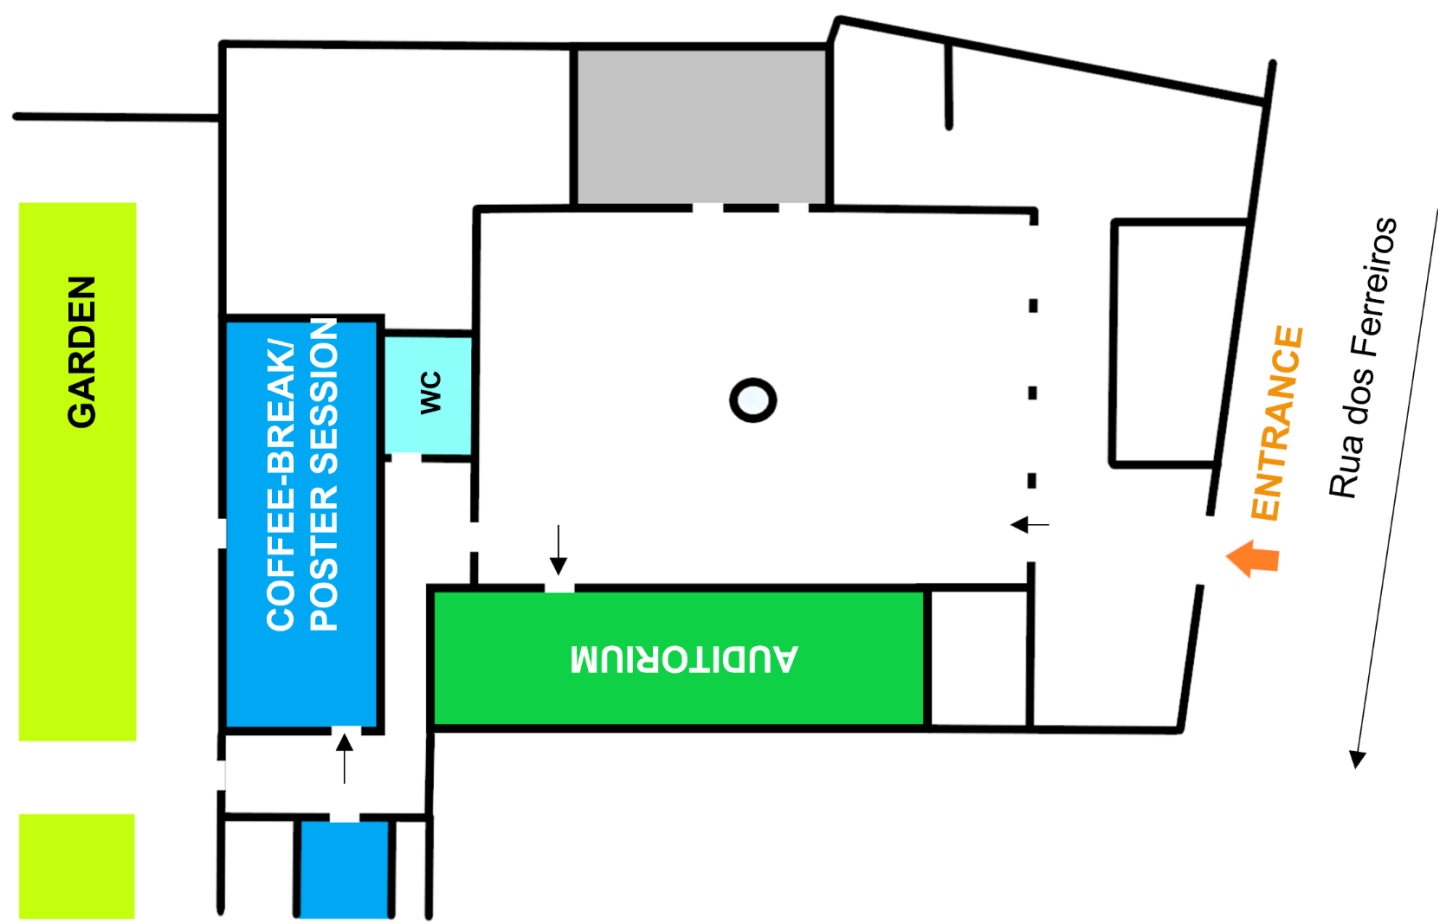 GARDEN
COFFEE-BREAK/
POSTER SESSION
WC
AUDITORIUM
ENTRANCE
Rua dos Ferreiros